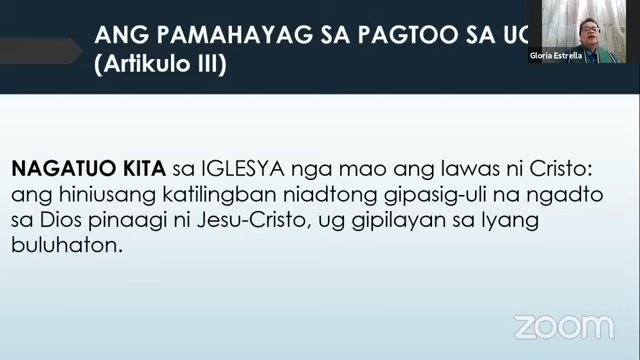 ANG PAMAHAYAG SA PAGTOO SA
(Artikulo III)
Gloria Estrella
NAGATUO KITA sa IGLESYA nga mao ang lawas ni Cristo:
ang hiniusang katilingban niadtong gipasig-uli na ngadto
sa Dios pinaagi ni Jesu-Cristo, ug gipilayan sa Iyang
buluhaton.
zoom